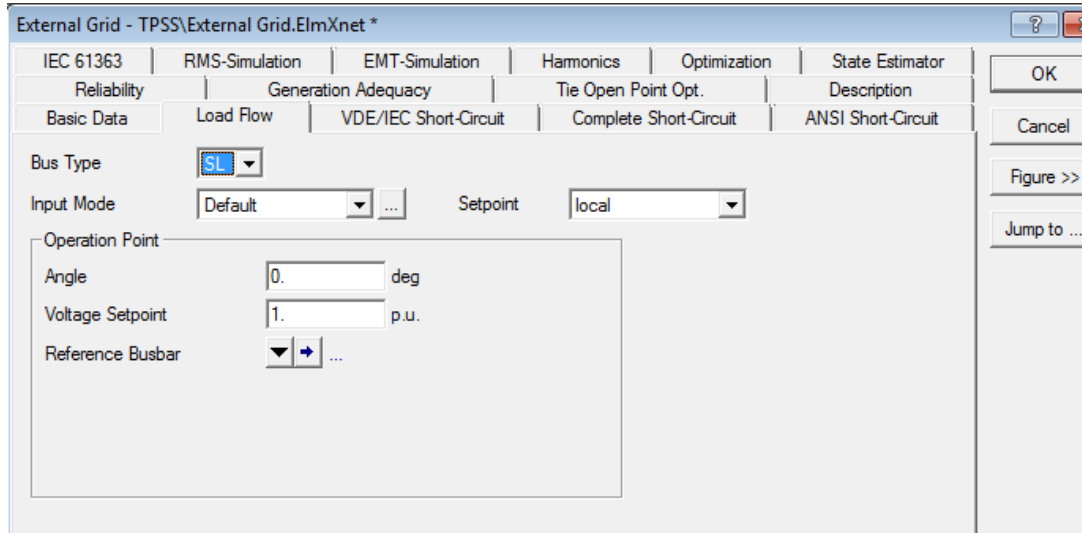 External Grid - TPSS\External Grid.ElmXnet *
IEC 61363 RMS-Simulation EMT-Simulation Harmonics Optimization State Estimator
Reliability Generation Adequacy Tie Open Point Opt. Description
Basic Data Load Flow VDE/IEC Short-Circuit Complete Short-Circuit ANSI Short-Circuit
OK
Cancel
Figure >>
Jump to ...
Bus Type SL
Input Mode Default ... Setpoint local
Operation Point
Angle 0. deg
Voltage Setpoint 1. p.u.
Reference Busbar ...